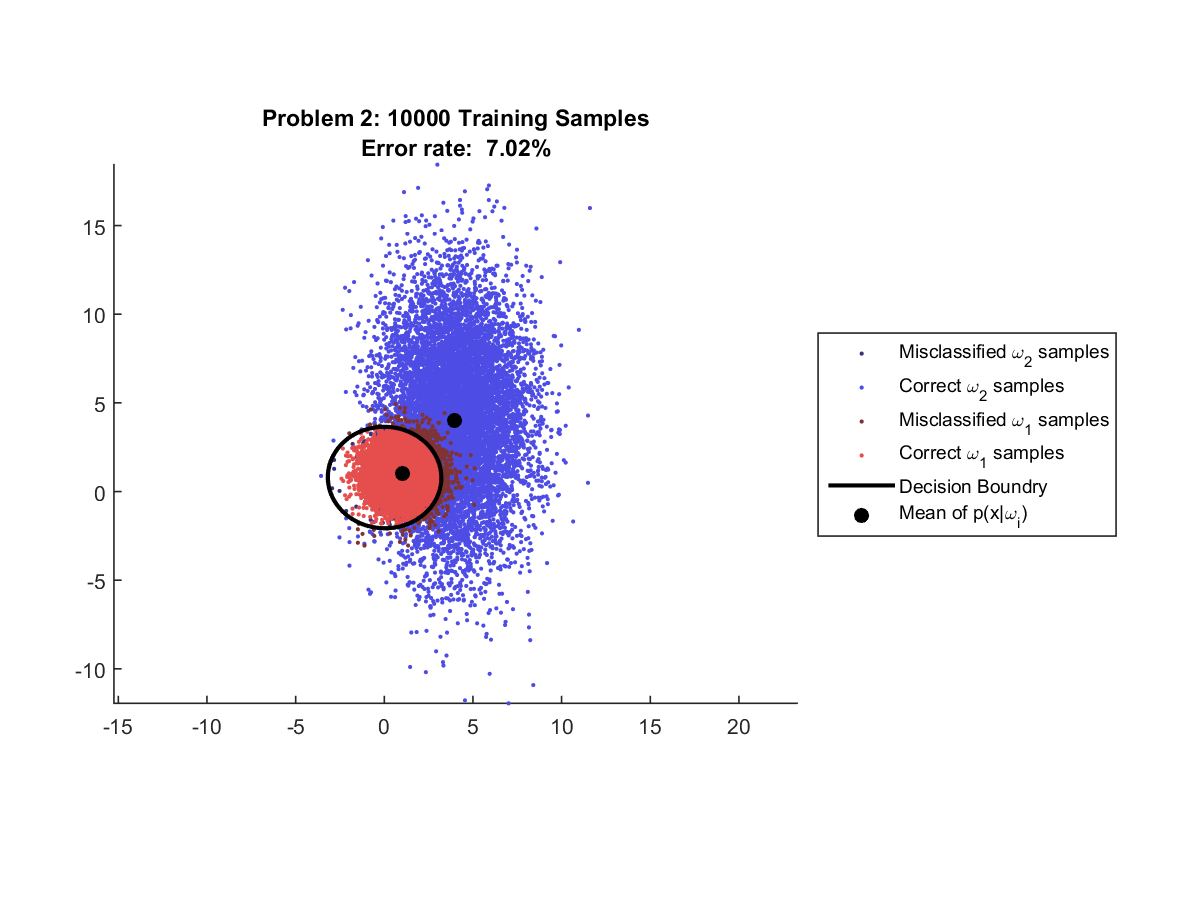 Problem 2: 10000 Training Samples
Error rate: 7.02%
15
10
5
0
-5
-10
-15 -10 -5 0 5 10 15 20
Misclassified ω2 samples
Correct ω2 samples
Misclassified ω1 samples
Correct ω1 samples
Decision Boundry
Mean of p(x|ωi)